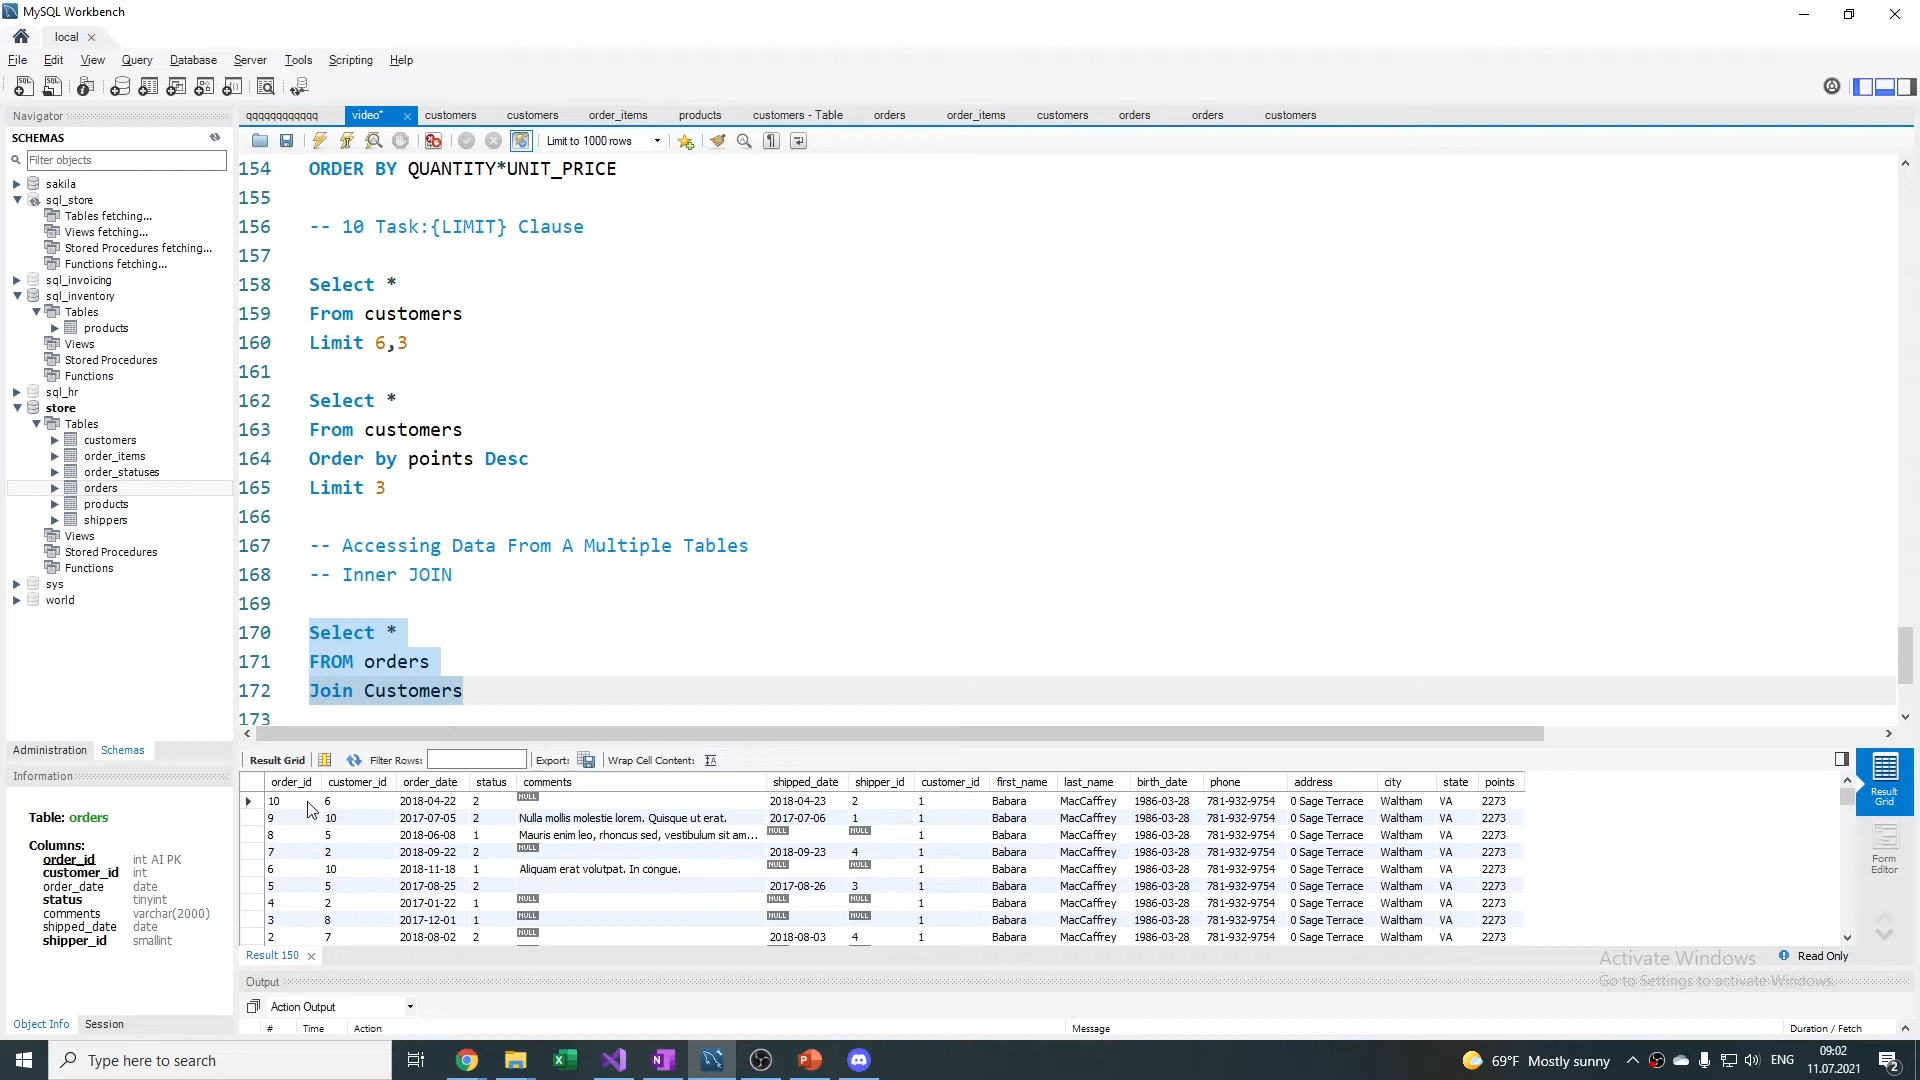 MySQL Workbench
local
File Edit View Query Database Server Tools Scripting Help
Navigator
qqqqqqqqqqqq video* customers customers order_items products customers - Table orders order_items customers orders orders customers
SCHEMAS
Limit to 1000 rows
Filter objects
sakila
sql_store
Tables fetching...
Views fetching...
Stored Procedures fetching...
Functions fetching...
sql_invoicing
sql_inventory
Tables
products
Views
Stored Procedures
Functions
sql_hr
store
Tables
customers
order_items
order_statuses
orders
products
shippers
Views
Stored Procedures
Functions
sys
world
Administration Schemas
Information
Table: orders
Columns:
order_id int AI PK
customer_id int
order_date date
status tinyint
comments varchar(2000)
shipped_date date
shipper_id smallint
Object Info Session
154 ORDER BY QUANTITY*UNIT_PRICE
155
156 -- 10 Task:{LIMIT} Clause
157
158 Select *
159 From customers
160 Limit 6,3
161
162 Select *
163 From customers
164 Order by points Desc
165 Limit 3
166
167 -- Accessing Data From A Multiple Tables
168 -- Inner JOIN
169
170 Select *
171 FROM orders
172 Join Customers
173
Result Grid Filter Rows: Export: Wrap Cell Content:
order_id customer_id order_date status comments shipped_date shipper_id customer_id first_name last_name birth_date phone address city state points
10 6 2018-04-22 2 NULL 2018-04-23 2 1 Babara MacCaffrey 1986-03-28 781-932-9754 0 Sage Terrace Waltham VA 2273
9 10 2017-07-05 2 Nulla mollis molestie lorem. Quisque ut erat. 2017-07-06 1 1 Babara MacCaffrey 1986-03-28 781-932-9754 0 Sage Terrace Waltham VA 2273
8 5 2018-06-08 1 Mauris enim leo, rhoncus sed, vestibulum sit am... NULL NULL 1 Babara MacCaffrey 1986-03-28 781-932-9754 0 Sage Terrace Waltham VA 2273
7 2 2018-09-22 2 NULL 2018-09-23 4 1 Babara MacCaffrey 1986-03-28 781-932-9754 0 Sage Terrace Waltham VA 2273
6 10 2018-11-18 1 Aliquam erat volutpat. In congue. NULL NULL 1 Babara MacCaffrey 1986-03-28 781-932-9754 0 Sage Terrace Waltham VA 2273
5 5 2017-08-25 2 2017-08-26 3 1 Babara MacCaffrey 1986-03-28 781-932-9754 0 Sage Terrace Waltham VA 2273
4 2 2017-01-22 1 NULL NULL NULL 1 Babara MacCaffrey 1986-03-28 781-932-9754 0 Sage Terrace Waltham VA 2273
3 8 2017-12-01 1 NULL NULL NULL 1 Babara MacCaffrey 1986-03-28 781-932-9754 0 Sage Terrace Waltham VA 2273
2 7 2018-08-02 2 NULL 2018-08-03 4 1 Babara MacCaffrey 1986-03-28 781-932-9754 0 Sage Terrace Waltham VA 2273
Result Grid
Form Editor
Result 150
Read Only
Activate Windows
Go to Settings to activate Windows.
Output
Action Output
# Time Action Message Duration / Fetch
Type here to search
69°F Mostly sunny
ENG
09:02
11.07.2021
2